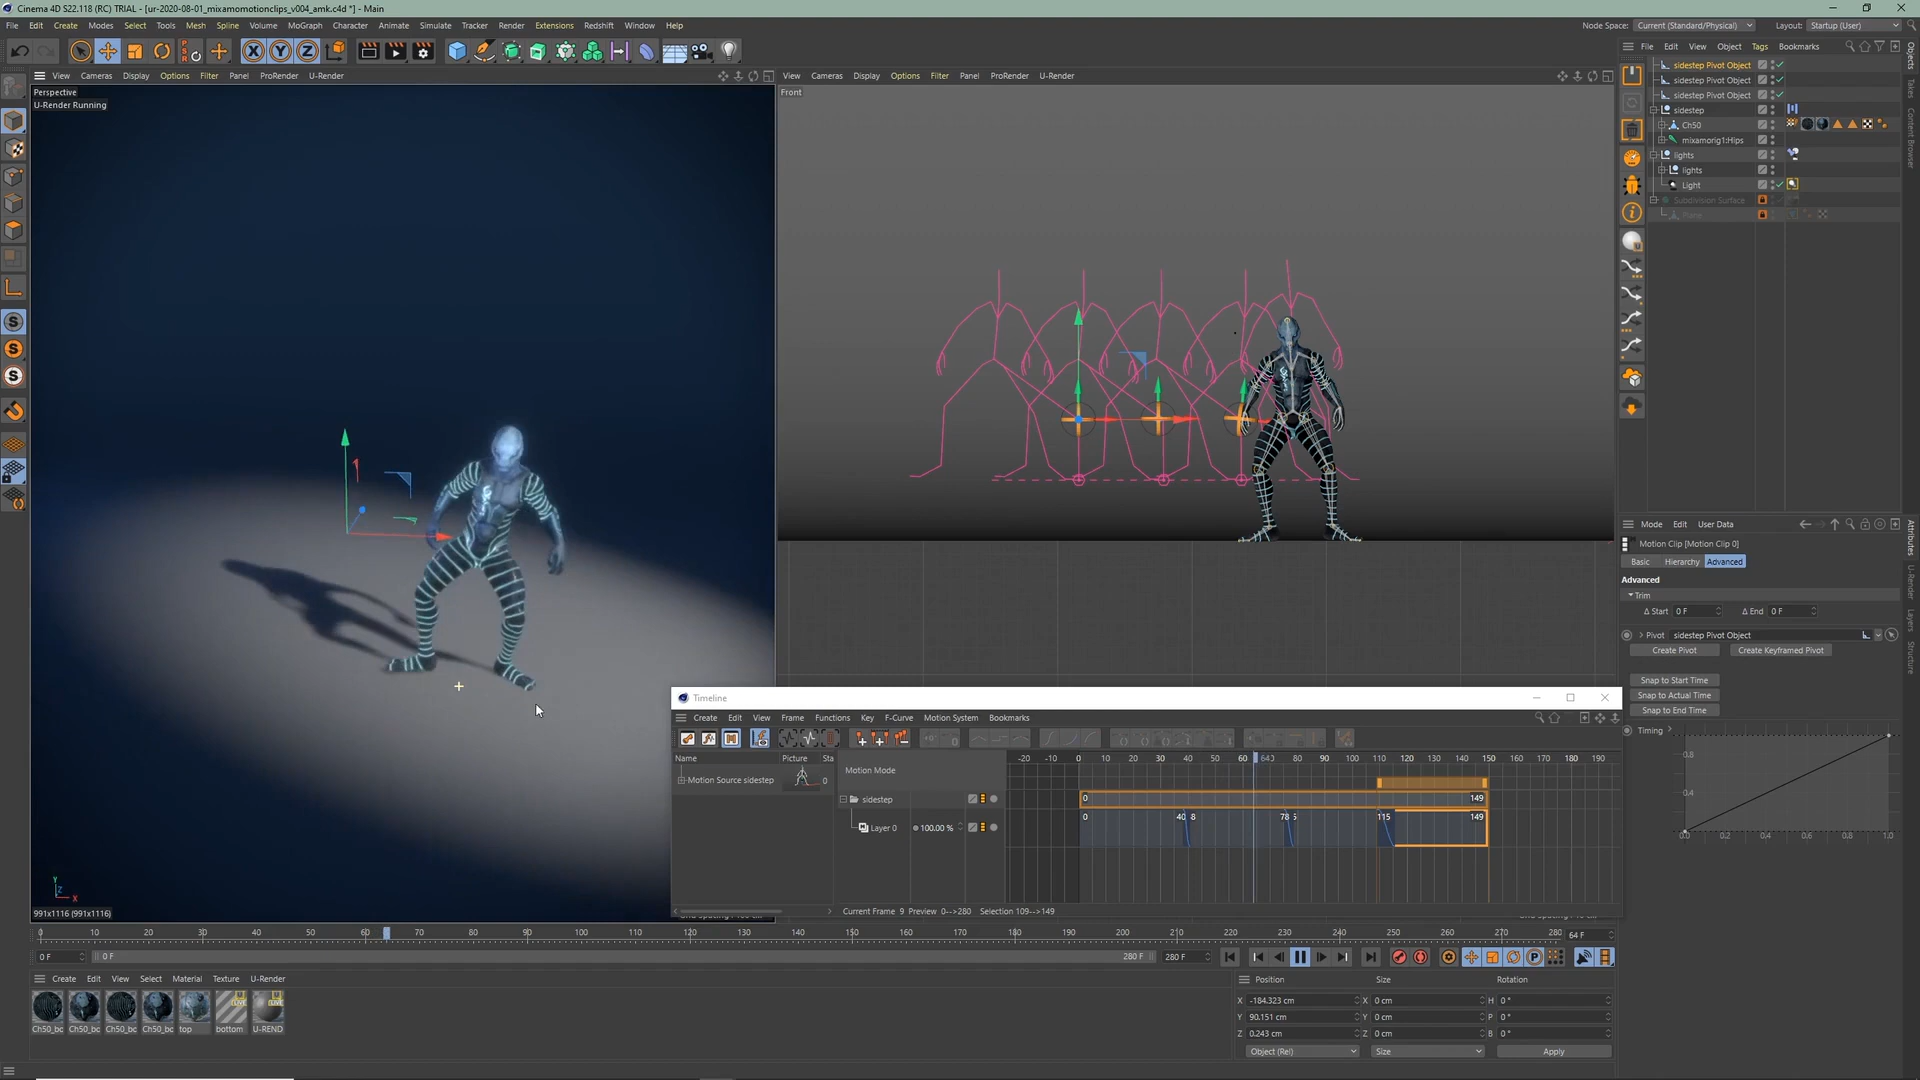 Cinema 4D S22.118 (RC) TRIAL - [ur-2020-08-01_mixamomotionclips_v004_amk.c4d *] - Main
File Edit Create Modes Select Tools Mesh Spline Volume MoGraph Character Animate Simulate Tracker Render Extensions Redshift Window Help
Node Space: Current (Standard/Physical) Layout: Startup (User)
File Edit View Object Tags Bookmarks
View Cameras Display Options Filter Panel ProRender U-Render
View Cameras Display Options Filter Panel ProRender U-Render
Perspective
U-Render Running
Front
sidestep Pivot Object
sidestep Pivot Object
sidestep Pivot Object
sidestep
Ch50
mixamorig1:Hips
lights
lights
Light
Subdivision Surface
Plane
Objects
Takes
Content Browser
Attributes
U-Render
Layers
Structure
Mode Edit User Data
Motion Clip [Motion Clip 0]
Basic Hierarchy Advanced
Advanced
Trim
Δ Start 0 F Δ End 0 F
Pivot sidestep Pivot Object
Create Pivot Create Keyframed Pivot
Snap to Start Time
Snap to Actual Time
Snap to End Time
Timing
0.8
0.4
0.0 0.2 0.4 0.6 0.8 1.0
Timeline
Create Edit View Frame Functions Key F-Curve Motion System Bookmarks
Name Picture Sta
Motion Source sidestep 0
Motion Mode
sidestep
Layer 0 100.00 %
-20 -10 0 10 20 30 40 50 60 640 80 90 100 110 120 130 140 150 160 170 180 190
0 149
0 40 8 78 115 149
Current Frame 9 Preview 0-->280 Selection 109-->149
991x1116 (991x1116)
Y
Z
X
0 10 20 30 40 50 60 70 80 90 100 110 120 130 140 150 160 170 180 190 200 210 220 230 240 250 260 270 280
64 F
0 F 0 F 280 F 280 F
Create Edit View Select Material Texture U-Render
Ch50_bc Ch50_bc Ch50_bc Ch50_bc top bottom U-REND
Position Size Rotation
X -184.323 cm X 0 cm H 0 °
Y 90.151 cm Y 0 cm P 0 °
Z 0.243 cm Z 0 cm B 0 °
Object (Rel) Size Apply